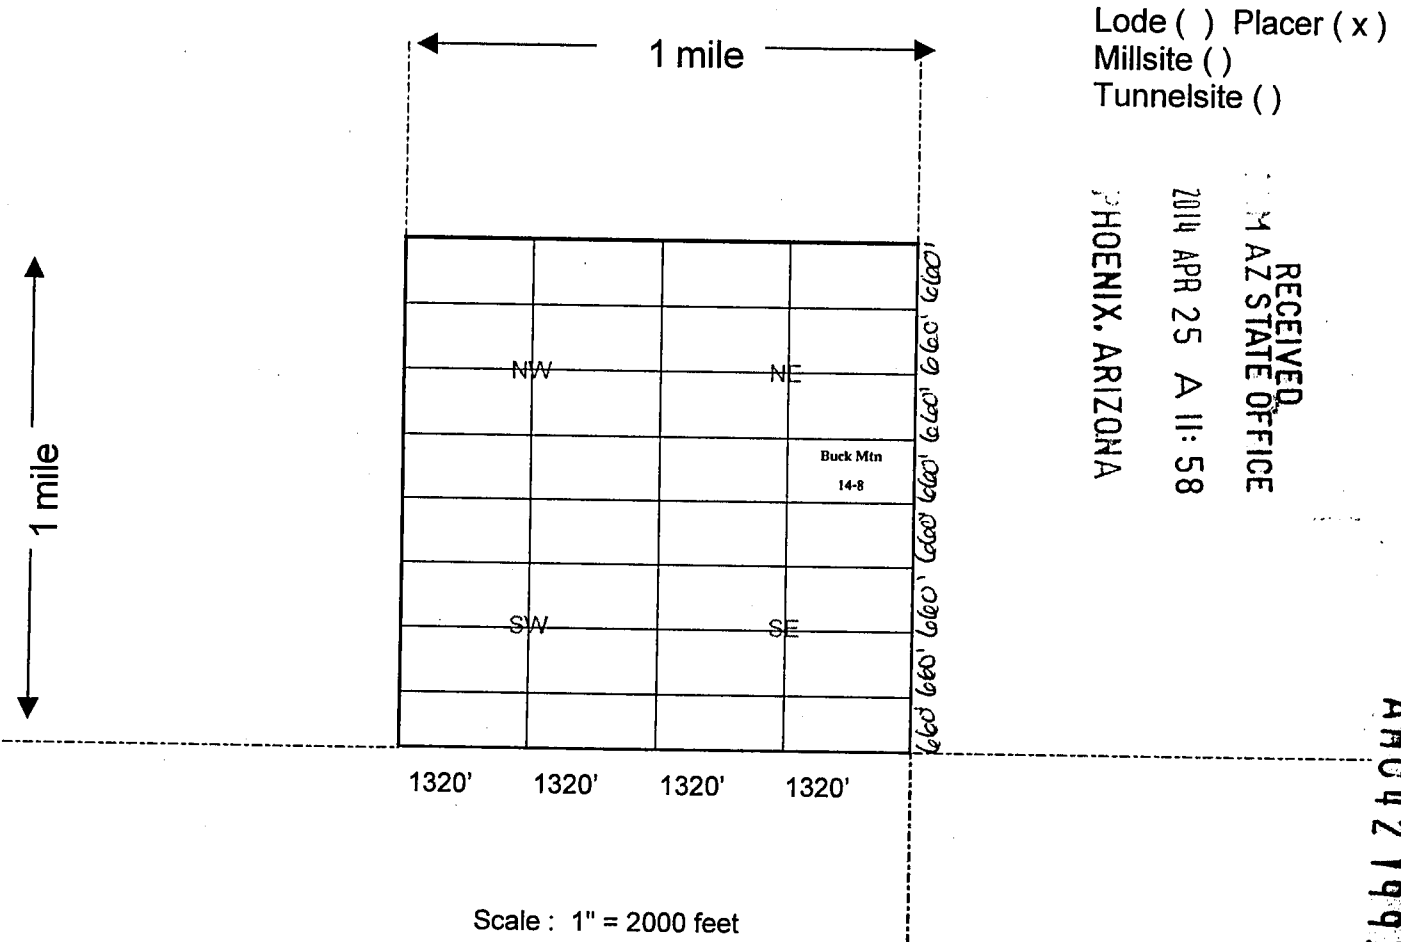 Lode ( ) Placer ( x )
Millsite ( )
Tunnelsite ( )
1 mile
1 mile
NW
NE
Buck Mtn
14-8
SW
SE
660'
660'
660'
660'
660'
660'
660'
660'
1320' 1320' 1320' 1320'
Scale : 1" = 2000 feet
RECEIVED
M AZ STATE OFFICE
2014 APR 25 A 11: 58
PHOENIX, ARIZONA